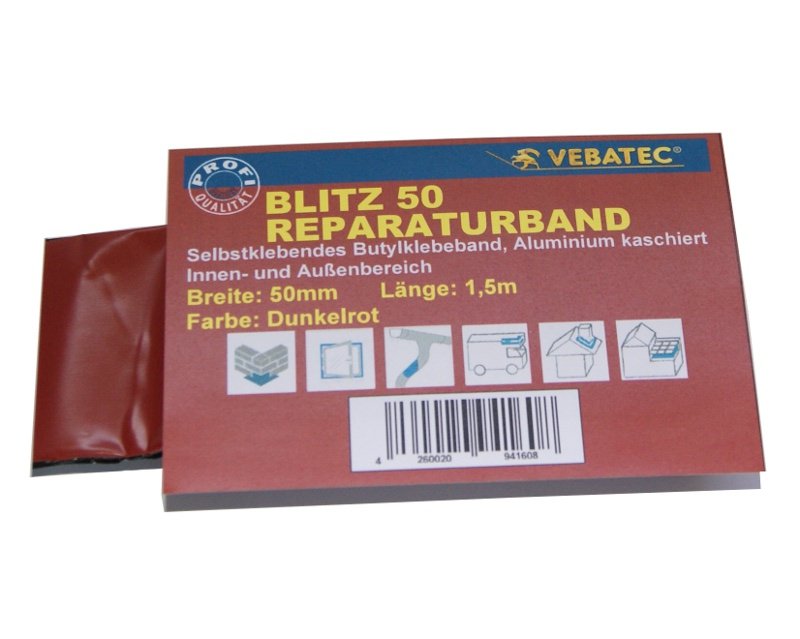 PROFI
QUALITÄT
VEBATEC®
BLITZ 50
REPARATURBAND
Selbstklebendes Butylklebeband, Aluminium kaschiert
Innen- und Außenbereich
Breite: 50mm Länge: 1,5m
Farbe: Dunkelrot
4 260020 941608